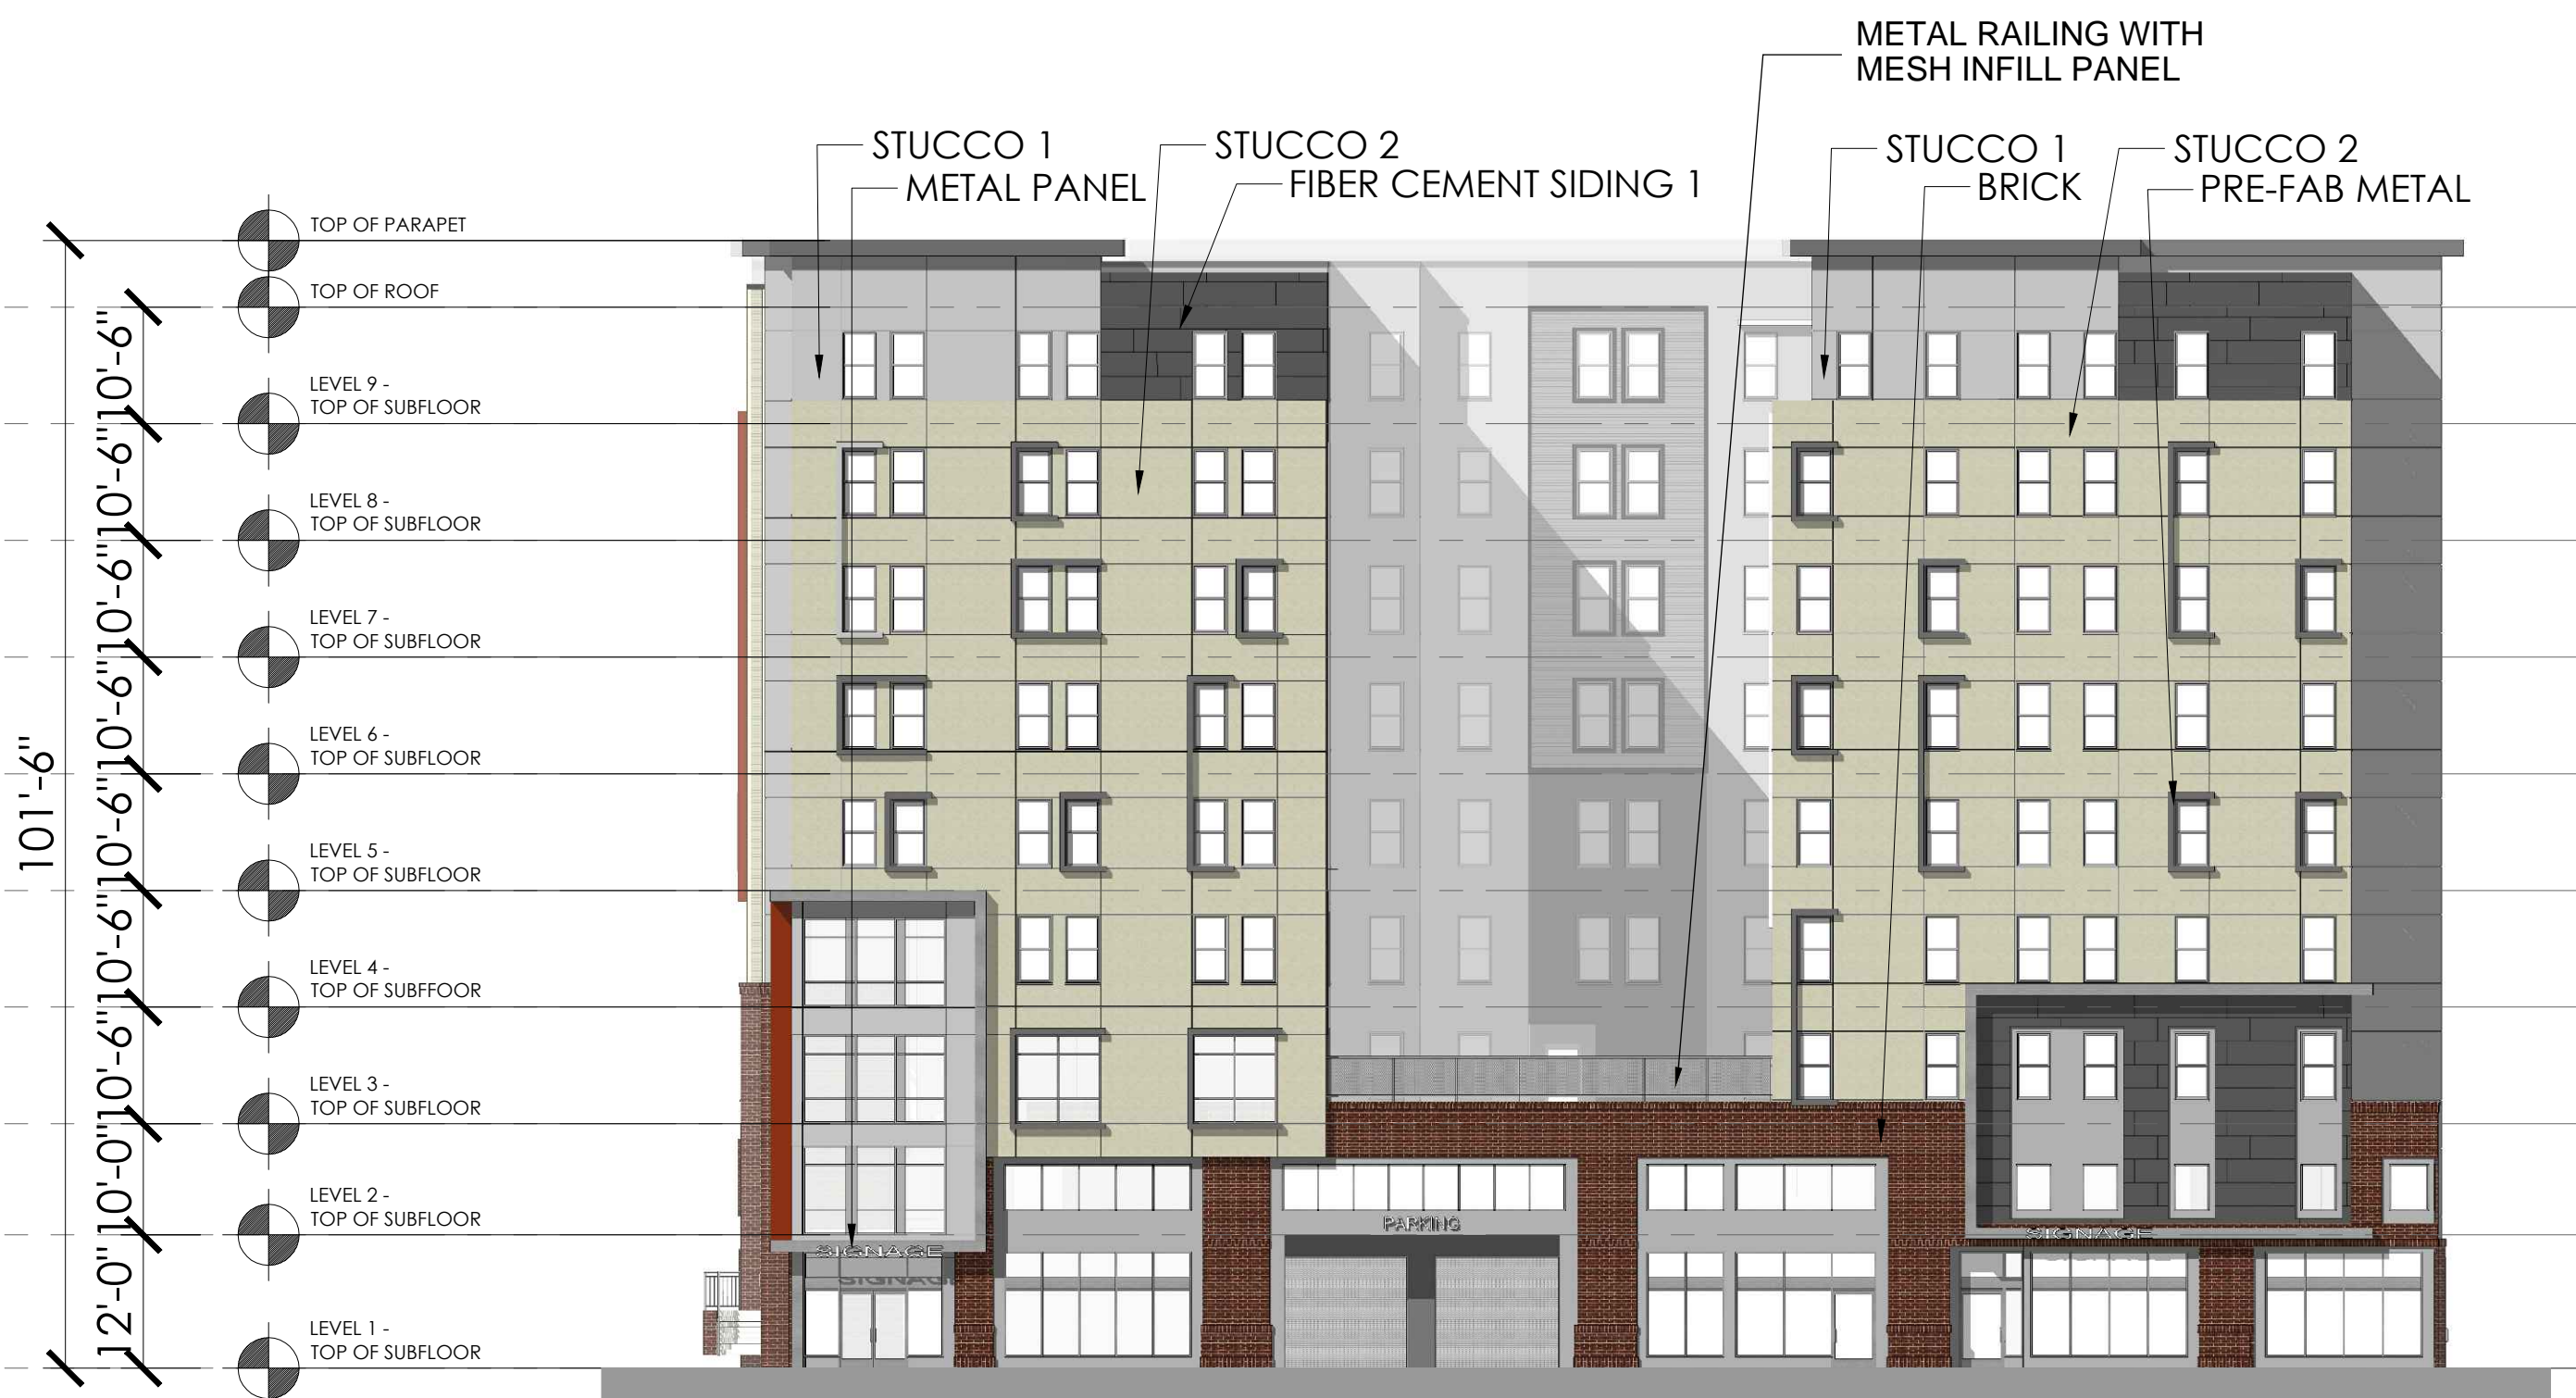 METAL RAILING WITH
MESH INFILL PANEL
STUCCO 1
METAL PANEL
STUCCO 2
FIBER CEMENT SIDING 1
STUCCO 1
BRICK
STUCCO 2
PRE-FAB METAL
TOP OF PARAPET
TOP OF ROOF
LEVEL 9 -
TOP OF SUBFLOOR
LEVEL 8 -
TOP OF SUBFLOOR
LEVEL 7 -
TOP OF SUBFLOOR
LEVEL 6 -
TOP OF SUBFLOOR
LEVEL 5 -
TOP OF SUBFLOOR
LEVEL 4 -
TOP OF SUBFFOOR
LEVEL 3 -
TOP OF SUBFLOOR
LEVEL 2 -
TOP OF SUBFLOOR
LEVEL 1 -
TOP OF SUBFLOOR
101'-6"
10'-6"
10'-6"
10'-6"
10'-6"
10'-6"
10'-6"
10'-6"
10'-0"
12'-0"
SIGNAGE
SIGNAGE
PARKING
SIGNAGE
SIGNAGE